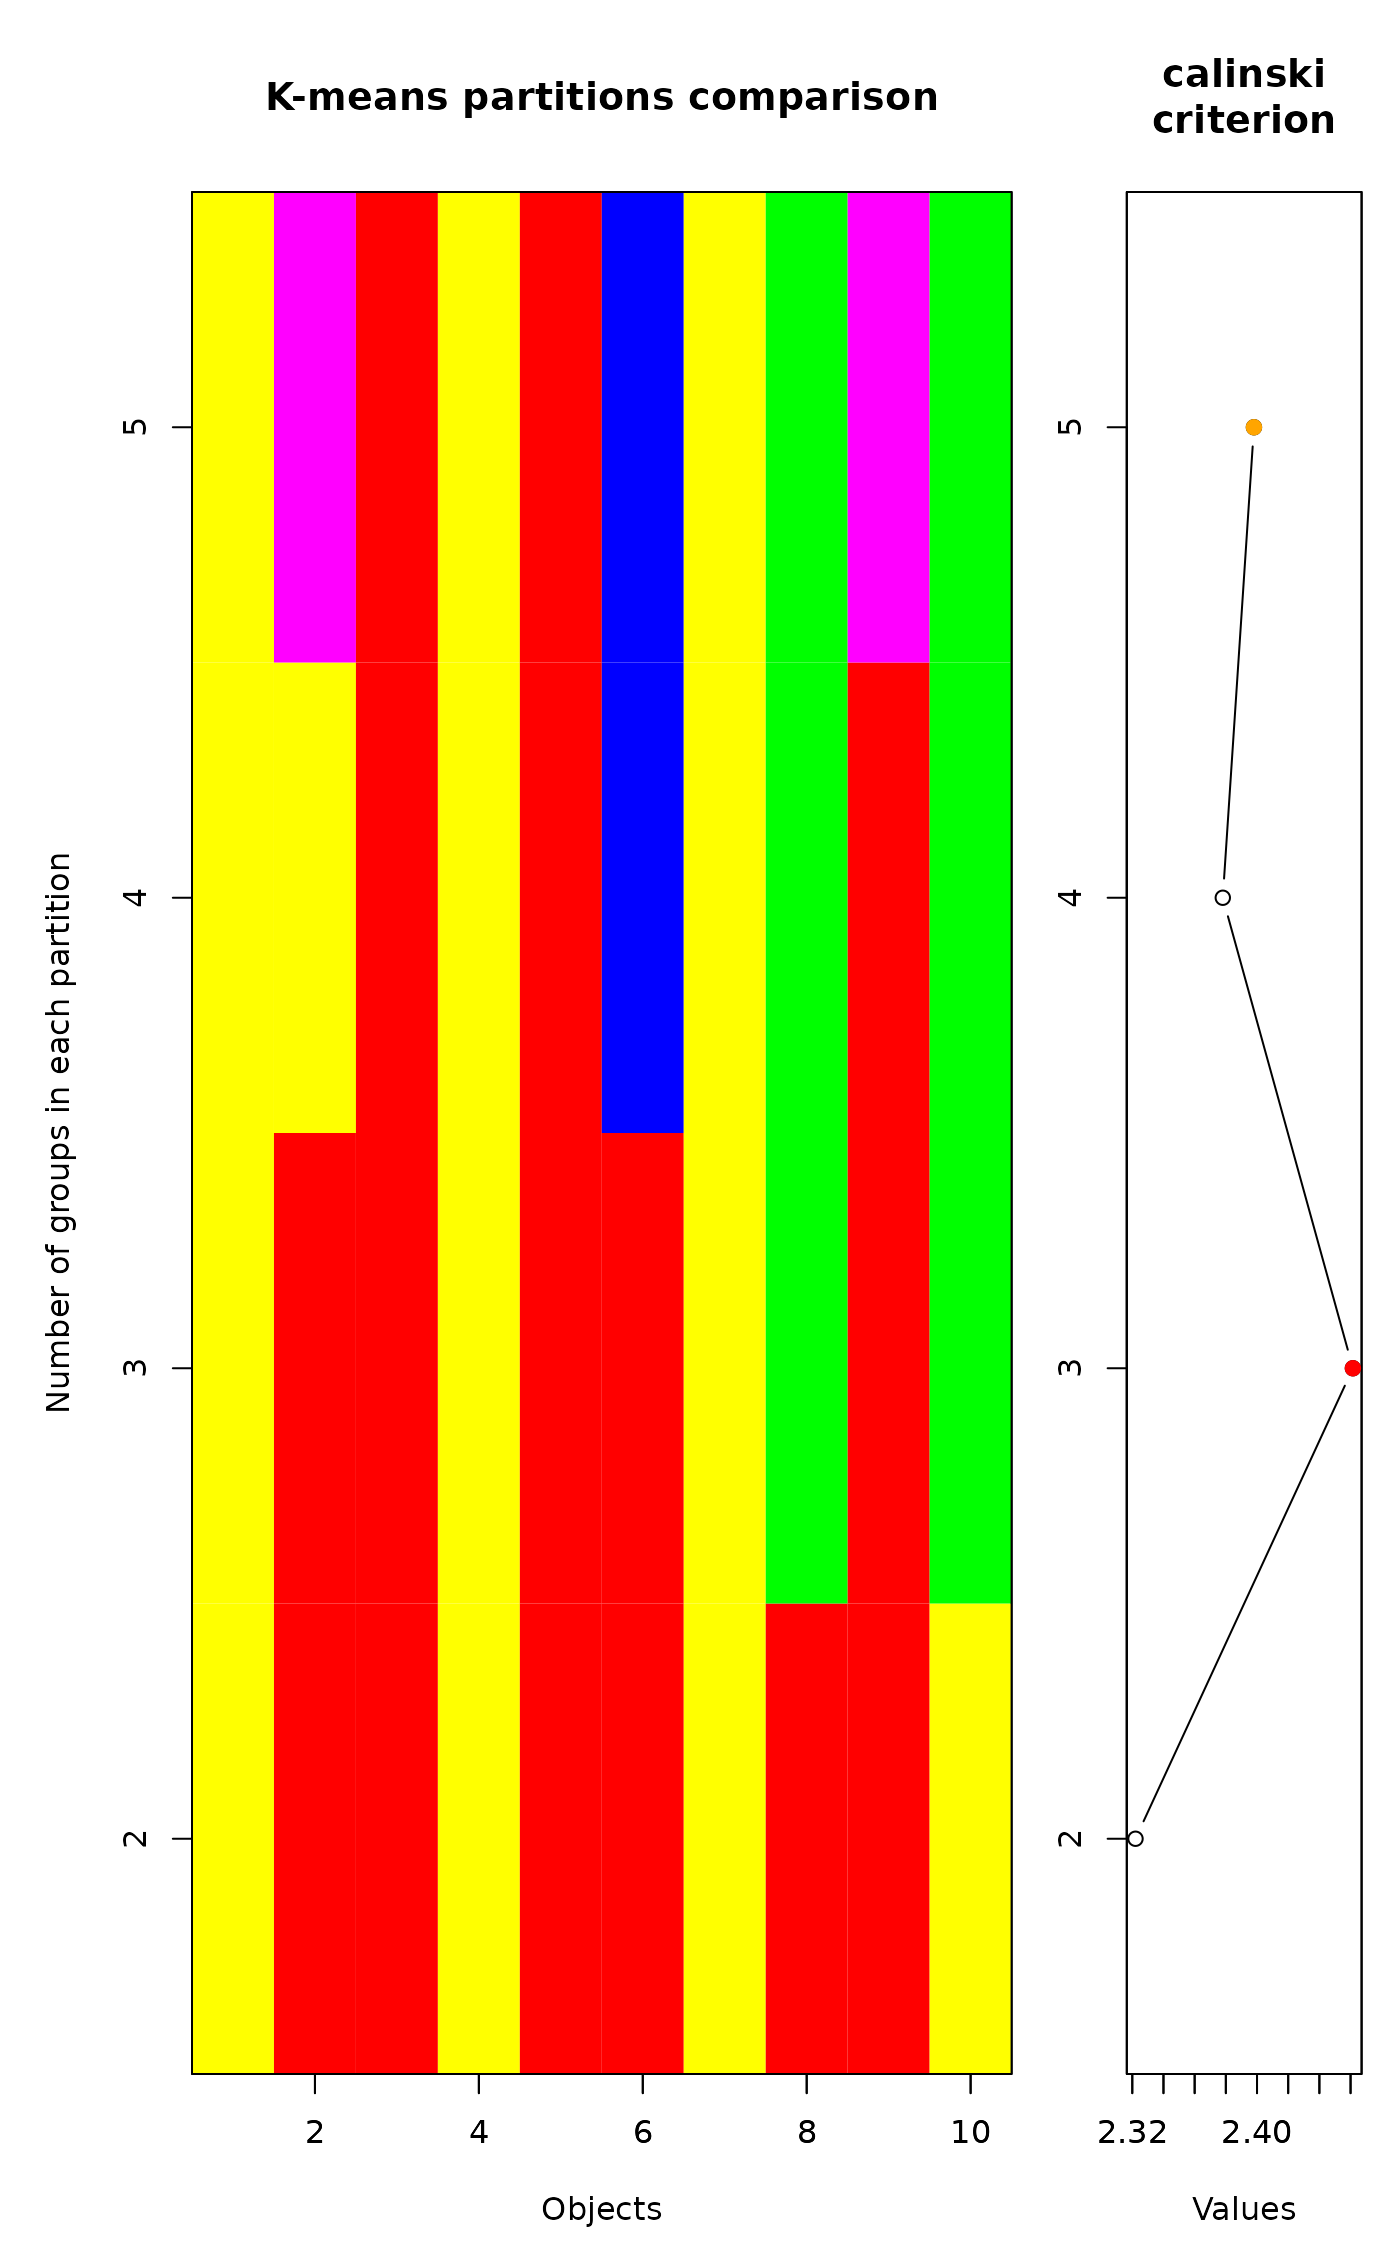 K-means partitions comparison
calinski
criterion
Number of groups in each partition
5
4
3
2
2 4 6 8 10
Objects
5
4
3
2
2.32 2.40
Values